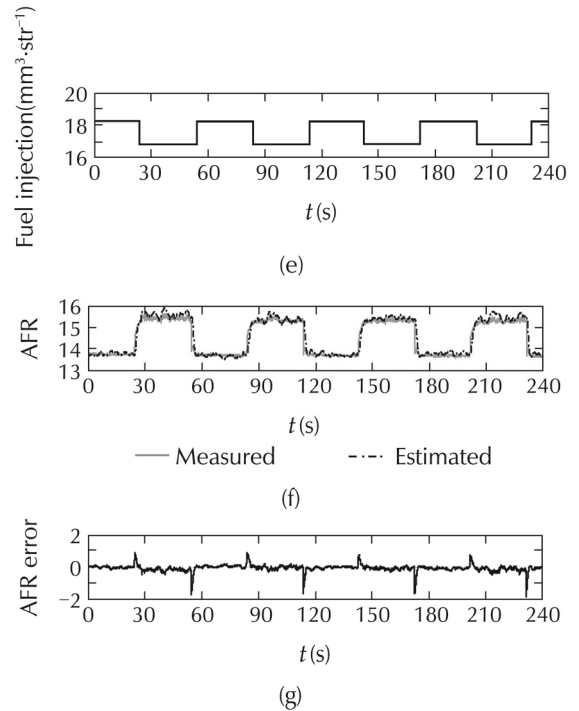 Fuel injection(mm³·str⁻¹)
20
18
16
0 30 60 90 120 150 180 210 240
t(s)
(e)
AFR
16
15
14
13
0 30 60 90 120 150 180 210 240
t(s)
Measured Estimated
(f)
AFR error
2
0
−2
0 30 60 90 120 150 180 210 240
t(s)
(g)